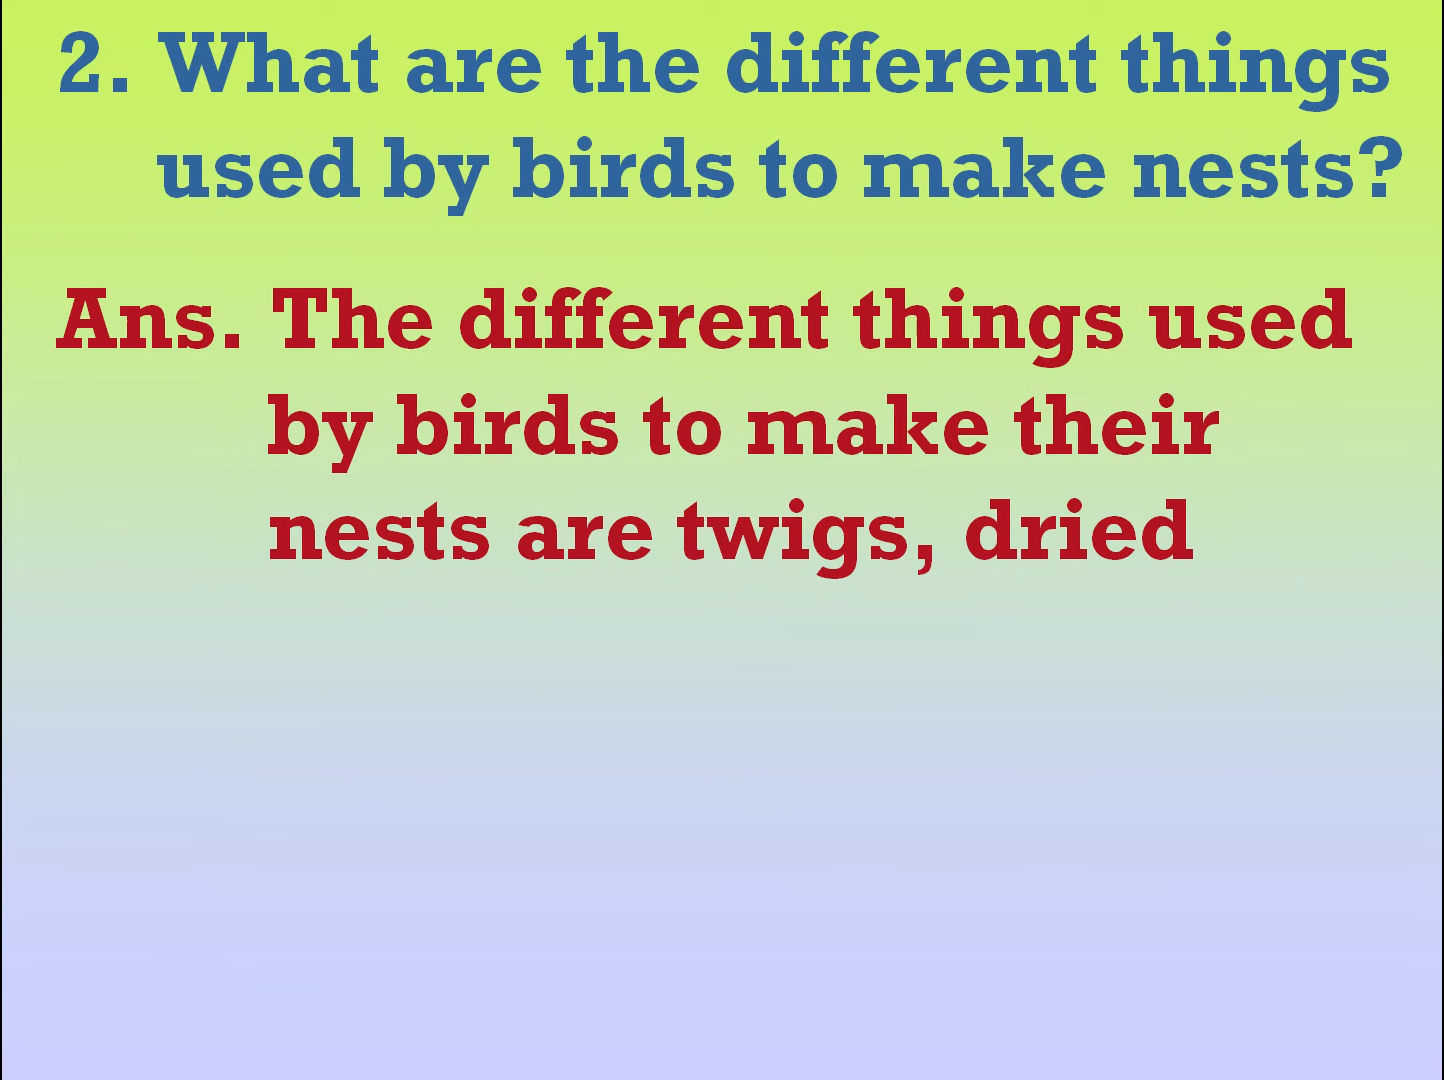 2. What are the different things
used by birds to make nests?
Ans. The different things used
by birds to make their
nests are twigs, dried